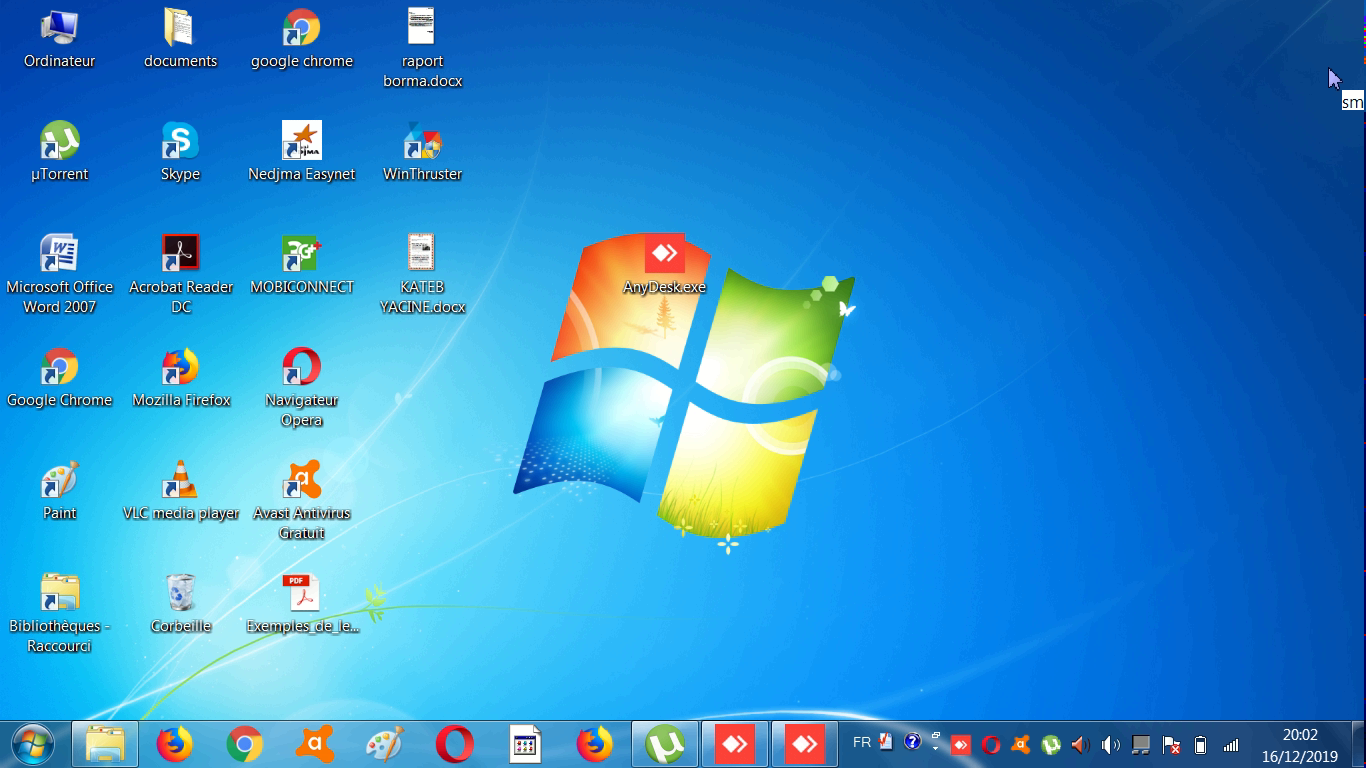 Ordinateur
documents
google chrome
raport
borma.docx
sm
µTorrent
Skype
Nedjma Easynet
WinThruster
Microsoft Office
Word 2007
Acrobat Reader
DC
MOBICONNECT
KATEB
YACINE.docx
AnyDesk.exe
Google Chrome
Mozilla Firefox
Navigateur
Opera
Paint
VLC media player
Avast Antivirus
Gratuit
PDF
Bibliothèques -
Raccourci
Corbeille
Exemples_de_le...
FR
20:02
16/12/2019